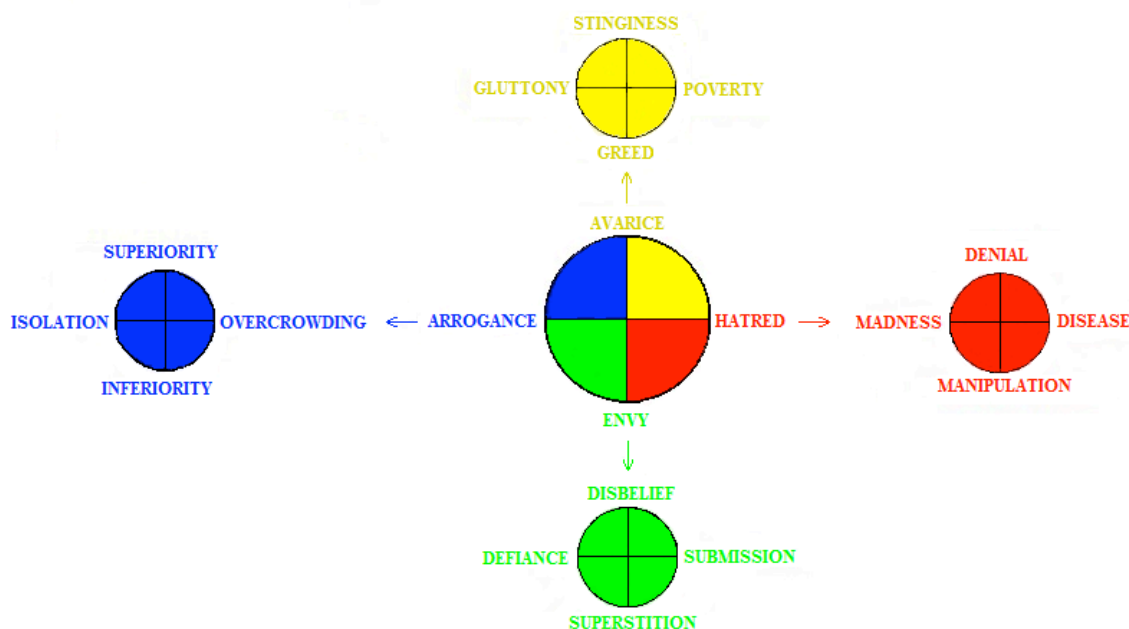 STINGINESS
GLUTTONY POVERTY
GREED
AVARICE
SUPERIORITY DENIAL
ISOLATION OVERCROWDING ARROGANCE HATRED MADNESS DISEASE
INFERIORITY MANIPULATION
ENVY
DISBELIEF
DEFIANCE SUBMISSION
SUPERSTITION